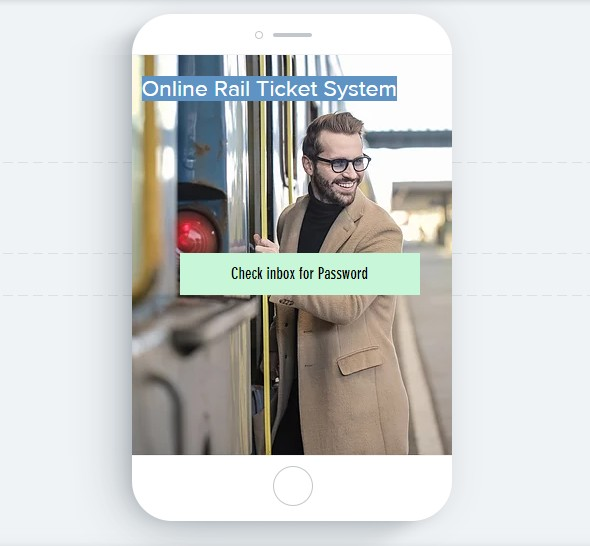 Online Rail Ticket System
Check inbox for Password